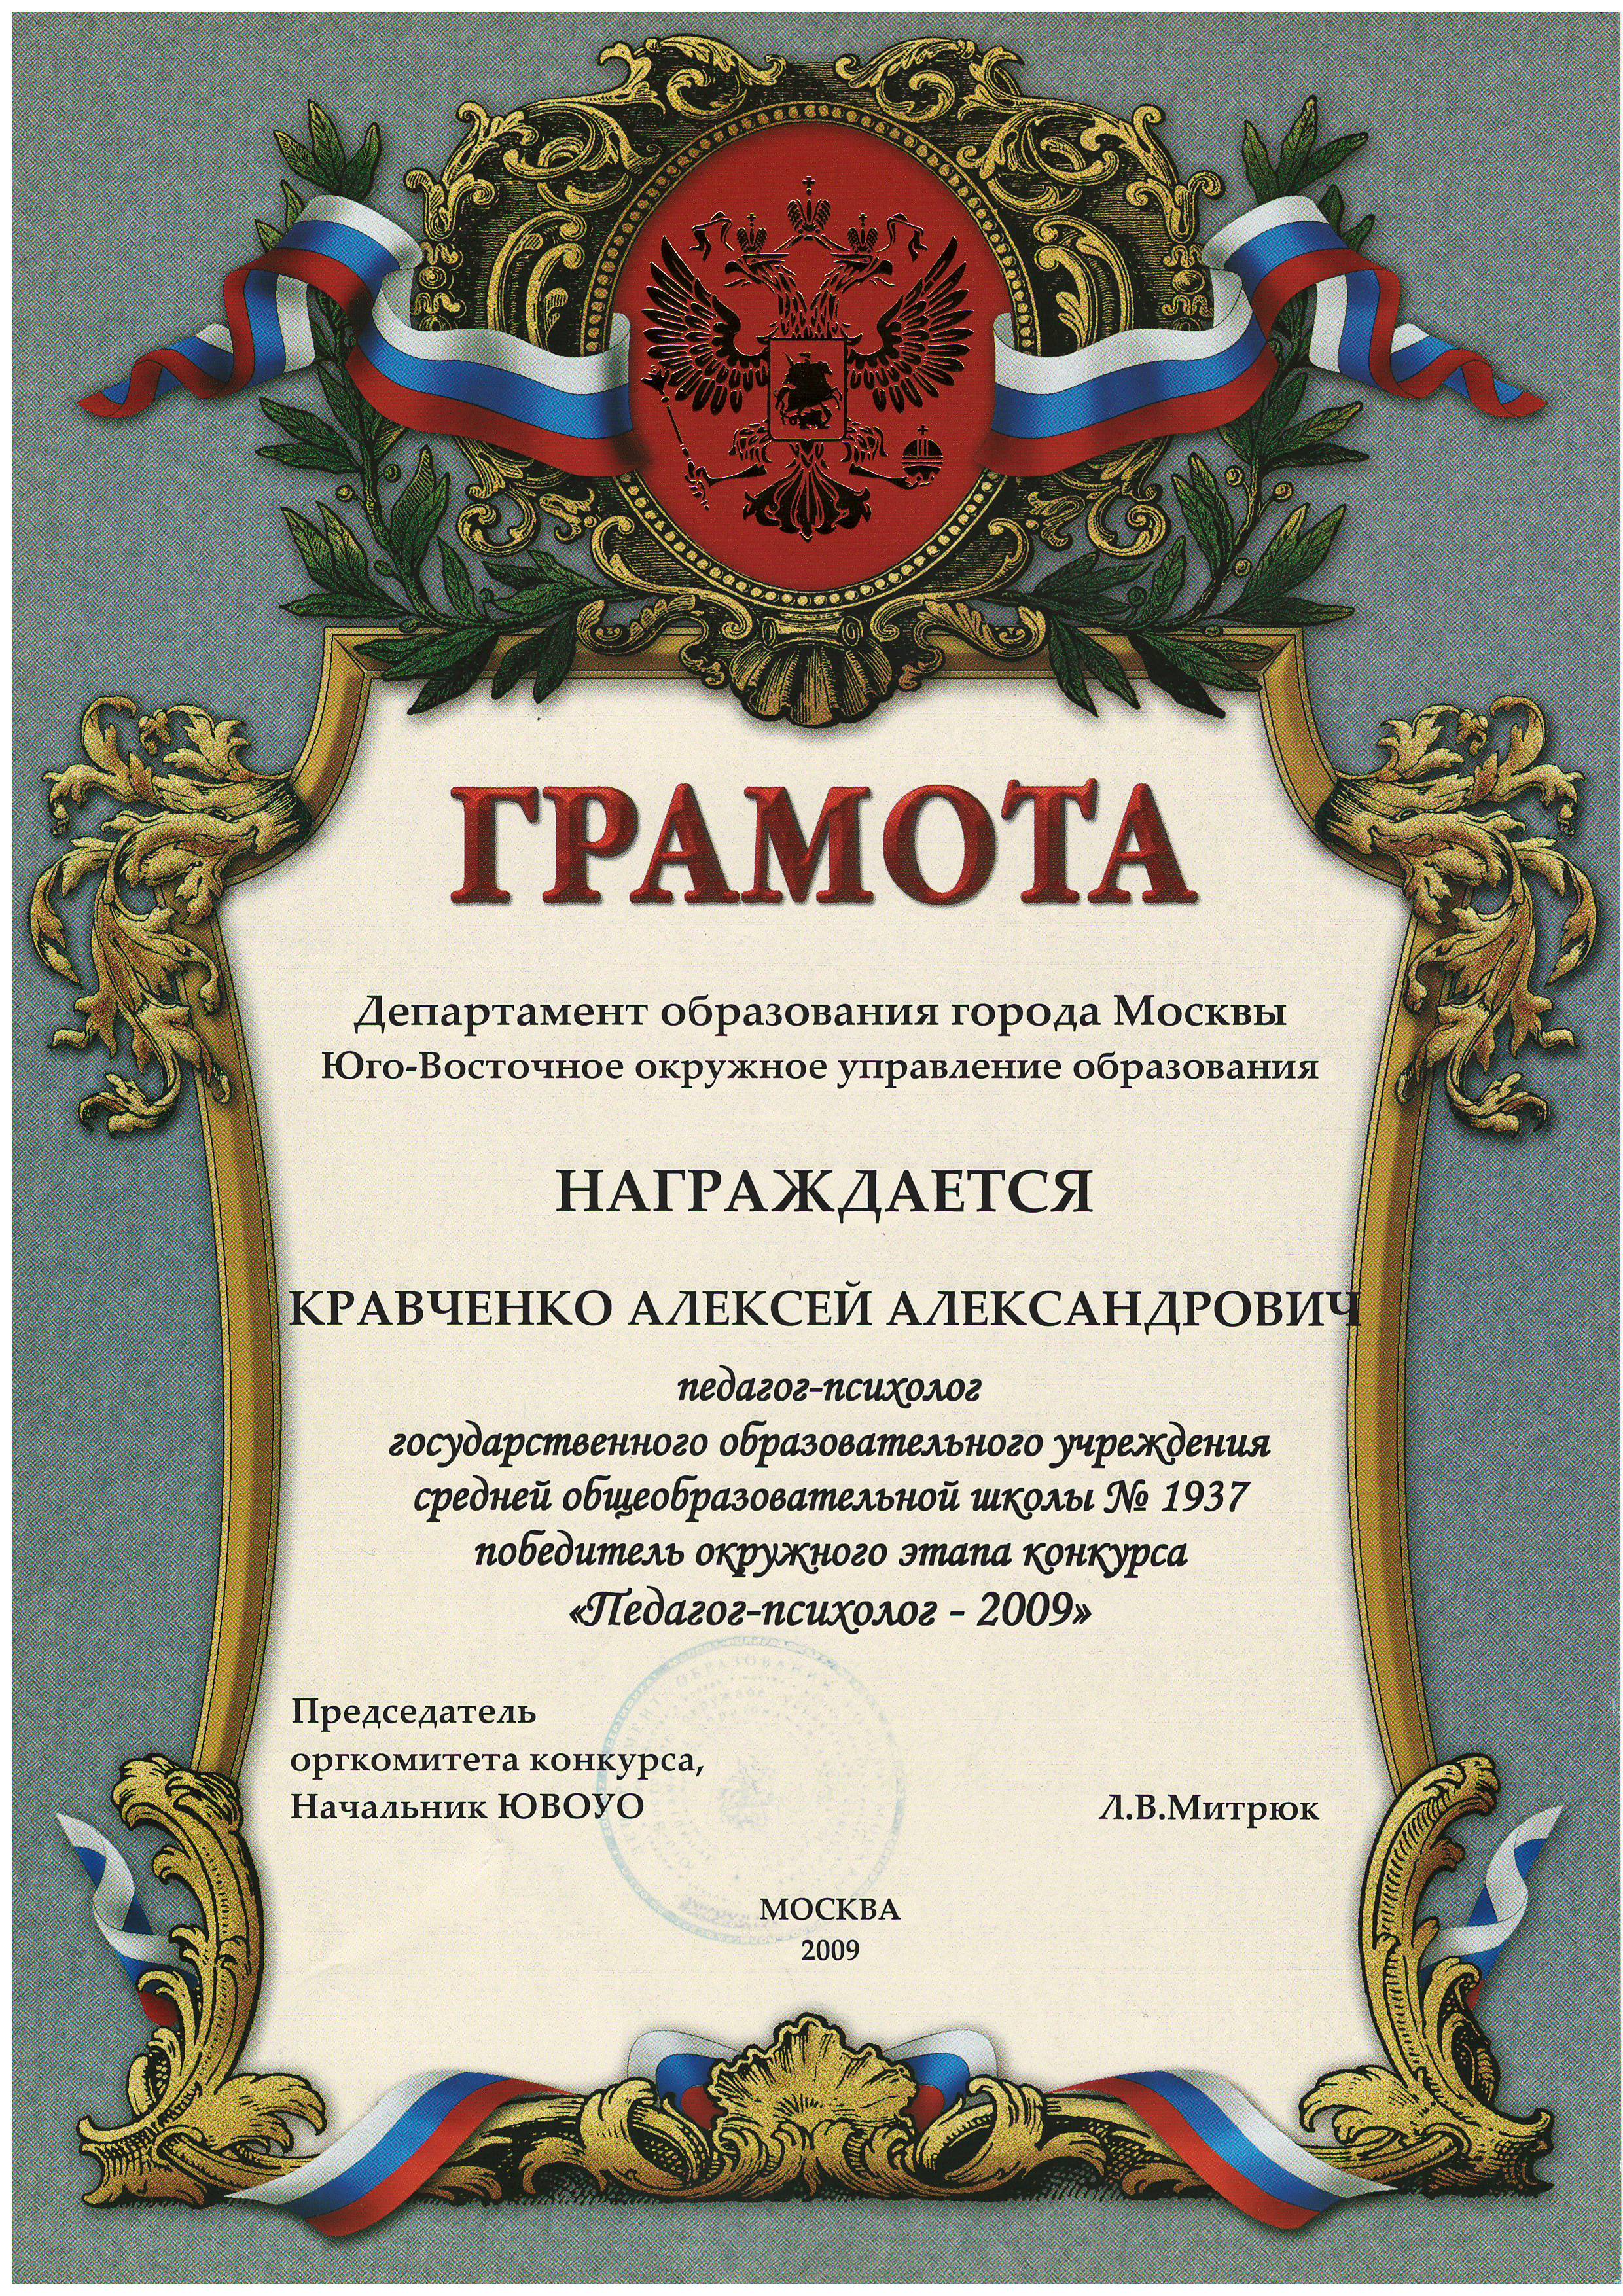 ГРАМОТА
Департамент образования города Москвы
Юго-Восточное окружное управление образования
НАГРАЖДАЕТСЯ
КРАВЧЕНКО АЛЕКСЕЙ АЛЕКСАНДРОВИЧ
педагог-психолог
государственного образовательного учреждения
средней общеобразовательной школы № 1937
победитель окружного этапа конкурса
«Педагог-психолог - 2009»
Председатель
оргкомитета конкурса,
Начальник ЮВОУО
Л.В.Митрюк
МОСКВА
2009